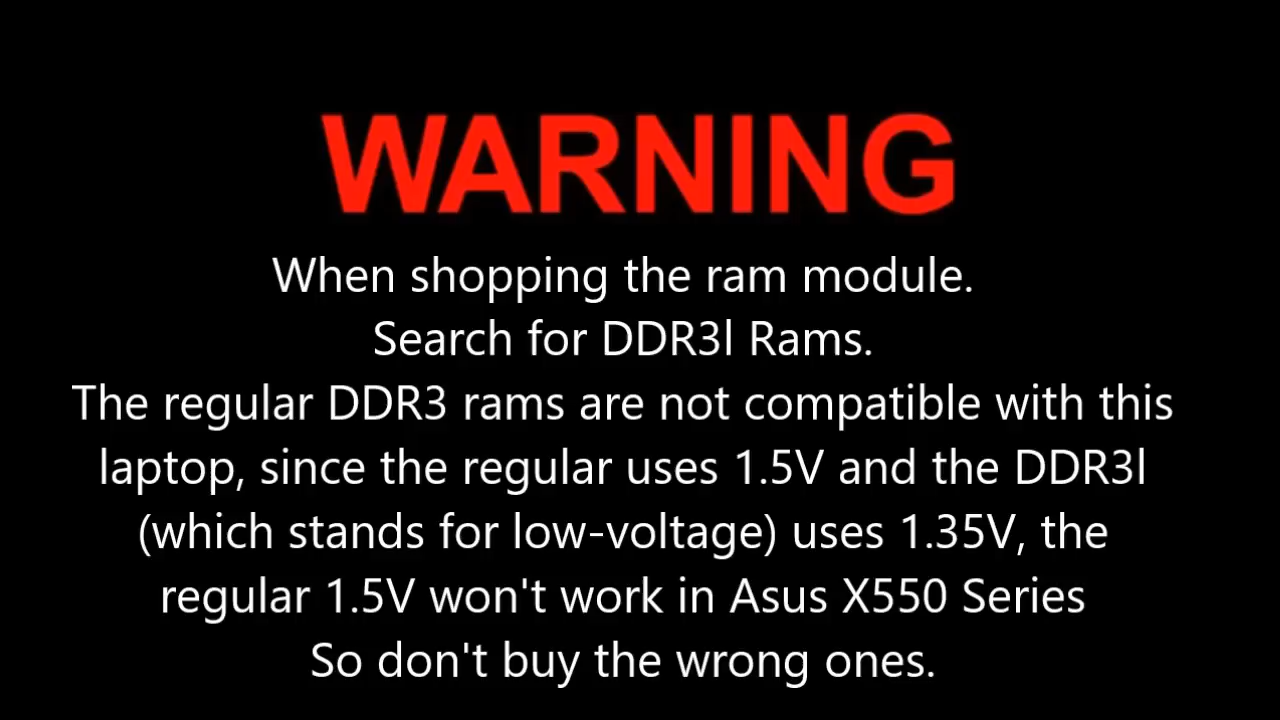 WARNING
When shopping the ram module.
Search for DDR3l Rams.
The regular DDR3 rams are not compatible with this
laptop, since the regular uses 1.5V and the DDR3l
(which stands for low-voltage) uses 1.35V, the
regular 1.5V won't work in Asus X550 Series
So don't buy the wrong ones.